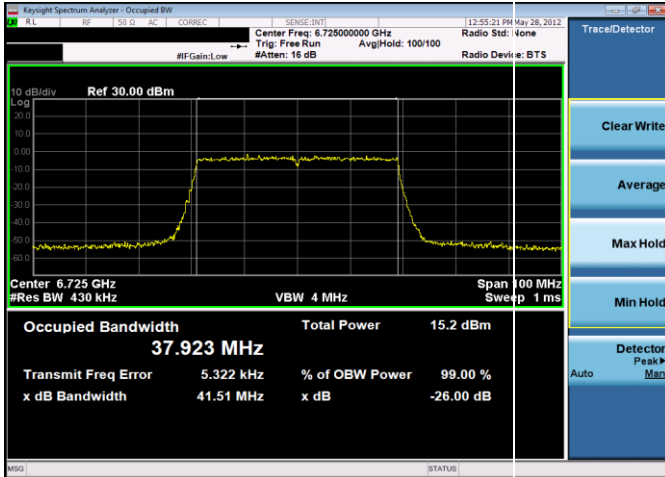 Keysight Spectrum Analyzer - Occupied BW
RL RF 50 Ω AC CORREC SENSE:INT 12:55:21 PM May 28, 2012
Center Freq: 6.725000000 GHz Radio Std: None
Trig: Free Run Avg|Hold: 100/100
#IFGain:Low #Atten: 16 dB Radio Device: BTS
10 dB/div Ref 30.00 dBm
Log
20.0
10.0
0.00
-10.0
-20.0
-30.0
-40.0
-50.0
-60.0
Center 6.725 GHz Span 100 MHz
#Res BW 430 kHz VBW 4 MHz Sweep 1 ms
Occupied Bandwidth Total Power 15.2 dBm
37.923 MHz
Transmit Freq Error 5.322 kHz % of OBW Power 99.00 %
x dB Bandwidth 41.51 MHz x dB -26.00 dB
MSG STATUS
Trace/Detector
Clear Write
Average
Max Hold
Min Hold
Detector
Peak▶
Auto Man